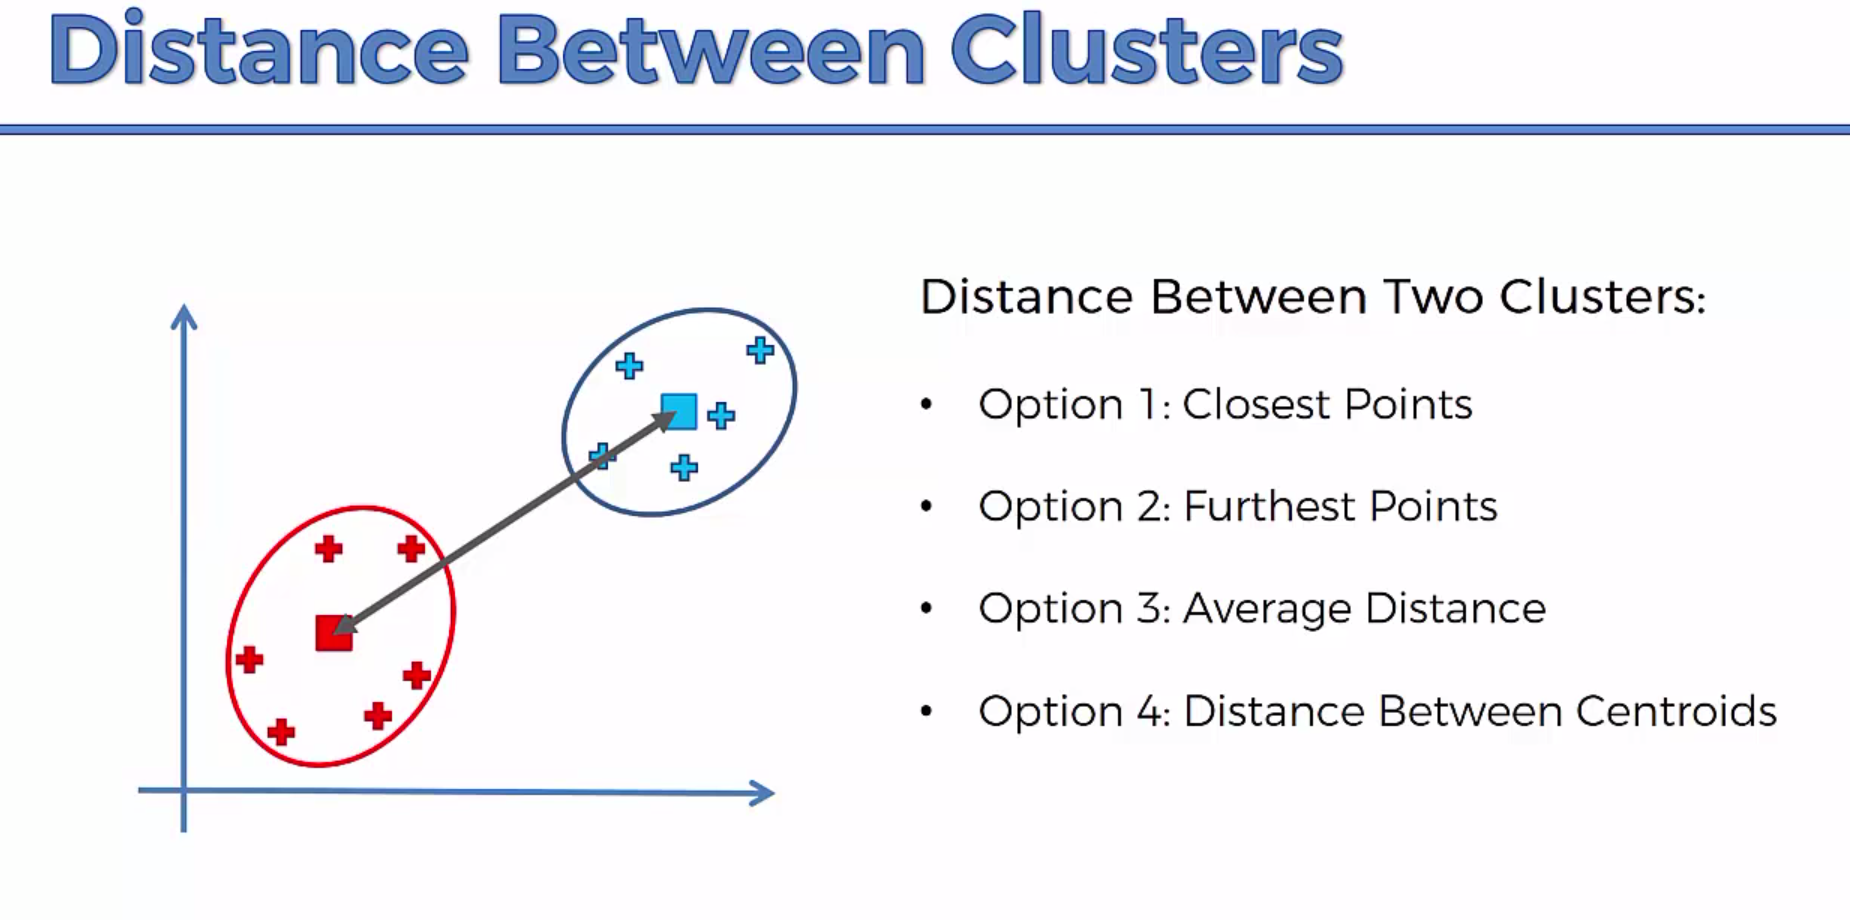 Distance Between Clusters
Distance Between Two Clusters:
• Option 1: Closest Points
• Option 2: Furthest Points
• Option 3: Average Distance
• Option 4: Distance Between Centroids